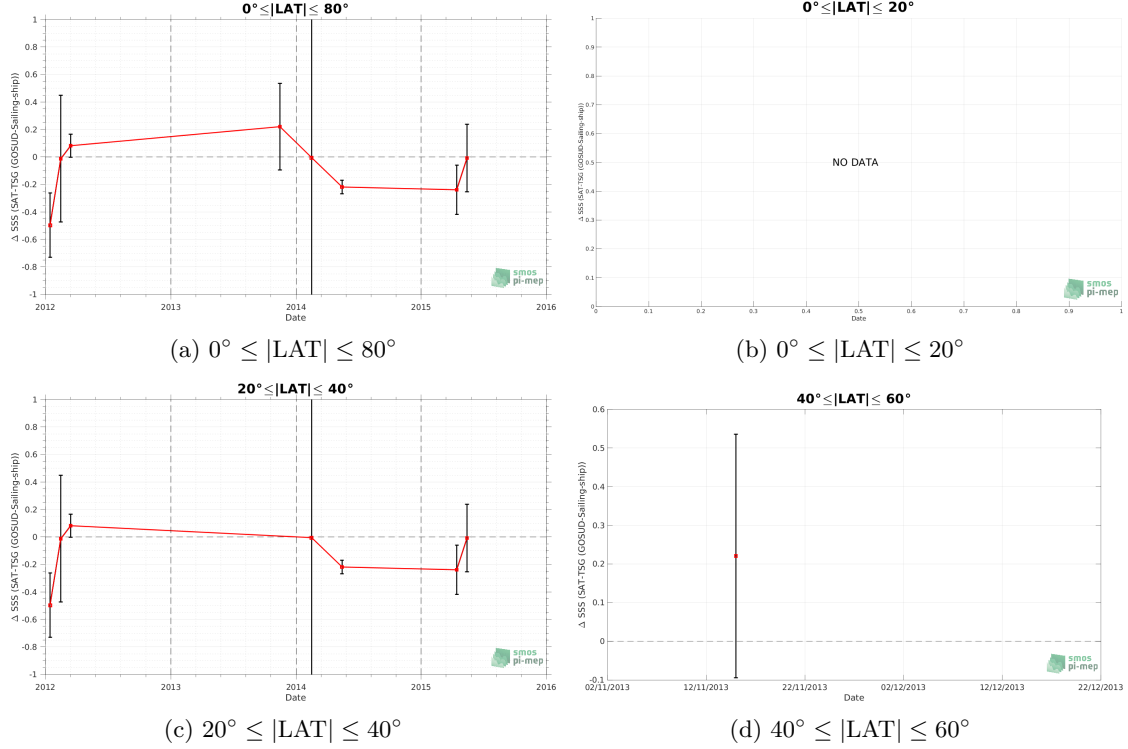 0°≤|LAT|≤ 80°
1
0.8
0.6
0.4
0.2
0
-0.2
-0.4
-0.6
-0.8
-1
Δ SSS (SAT-TSG (GOSUD-Sailing-ship))
2012 2013 2014 2015 2016
Date
smos
pi-mep
(a) 0° ≤ |LAT| ≤ 80°
0°≤|LAT|≤ 20°
1
0.9
0.8
0.7
0.6
0.5
0.4
0.3
0.2
0.1
0
Δ SSS (SAT-TSG (GOSUD-Sailing-ship))
NO DATA
0 0.1 0.2 0.3 0.4 0.5 0.6 0.7 0.8 0.9 1
Date
smos
pi-mep
(b) 0° ≤ |LAT| ≤ 20°
20°≤|LAT|≤ 40°
1
0.8
0.6
0.4
0.2
0
-0.2
-0.4
-0.6
-0.8
-1
Δ SSS (SAT-TSG (GOSUD-Sailing-ship))
2012 2013 2014 2015 2016
Date
smos
pi-mep
(c) 20° ≤ |LAT| ≤ 40°
40°≤|LAT|≤ 60°
0.6
0.5
0.4
0.3
0.2
0.1
0
-0.1
Δ SSS (SAT-TSG (GOSUD-Sailing-ship))
02/11/2013 12/11/2013 22/11/2013 02/12/2013 12/12/2013 22/12/2013
Date
smos
pi-mep
(d) 40° ≤ |LAT| ≤ 60°